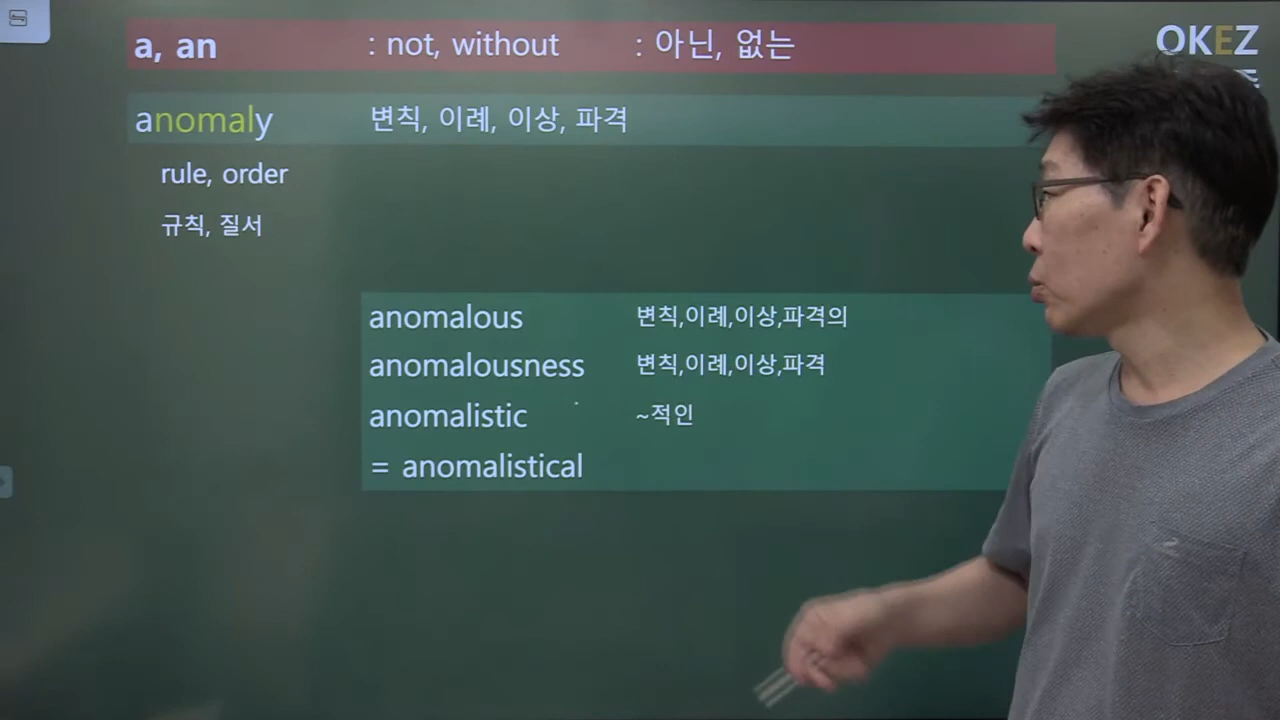 a, an : not, without : 아닌, 없는
OKEZ
anomaly 변칙, 이례, 이상, 파격
rule, order
규칙, 질서
anomalous 변칙,이례,이상,파격의
anomalousness 변칙,이례,이상,파격
anomalistic ~적인
= anomalistical